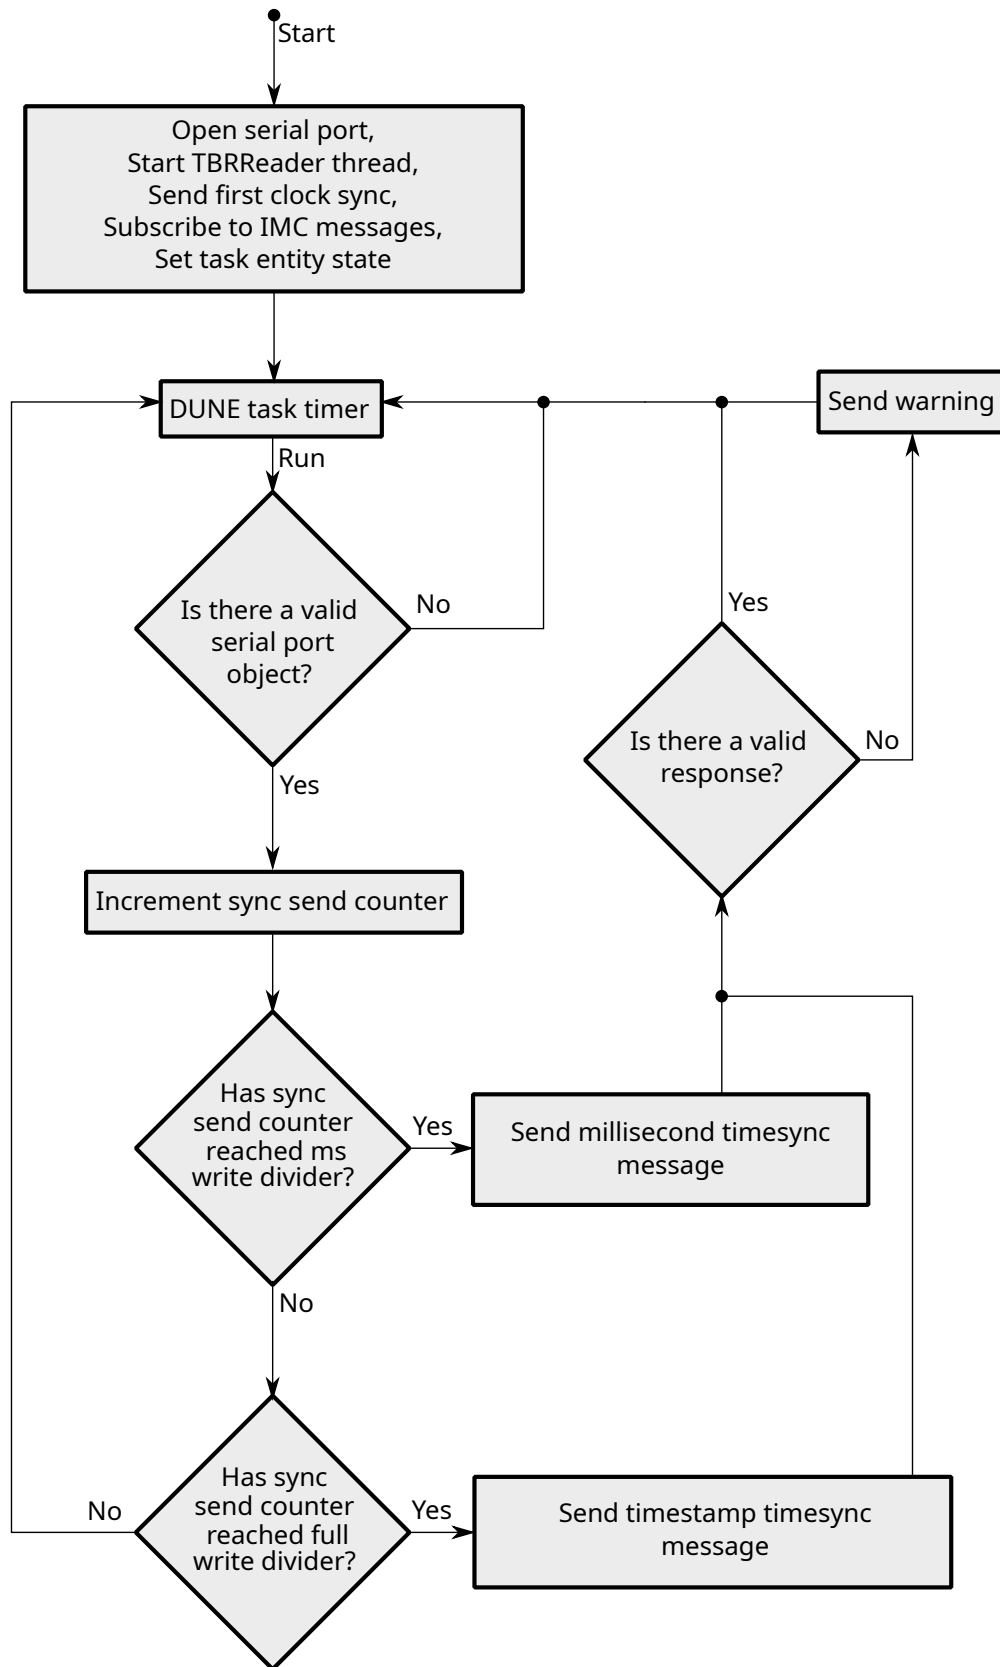 Start
Open serial port,
Start TBRReader thread,
Send first clock sync,
Subscribe to IMC messages,
Set task entity state
DUNE task timer
Send warning
Run
Is there a valid
serial port
object?
No
Yes
Yes
Is there a valid
response?
No
Increment sync send counter
Has sync
send counter
reached ms
write divider?
Yes
Send millisecond timesync
message
No
Has sync
send counter
reached full
write divider?
No
Yes
Send timestamp timesync
message